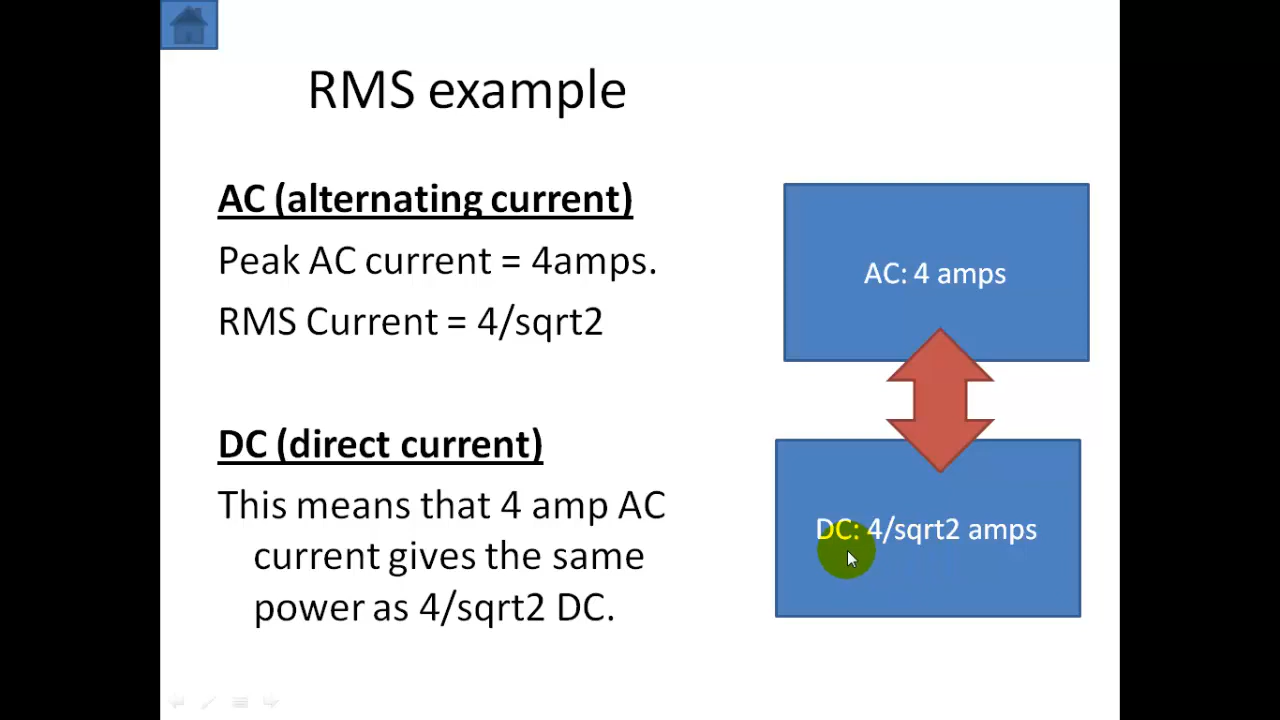 RMS example
AC (alternating current)
Peak AC current = 4amps.
RMS Current = 4/sqrt2
DC (direct current)
This means that 4 amp AC
current gives the same
power as 4/sqrt2 DC.
AC: 4 amps
DC: 4/sqrt2 amps